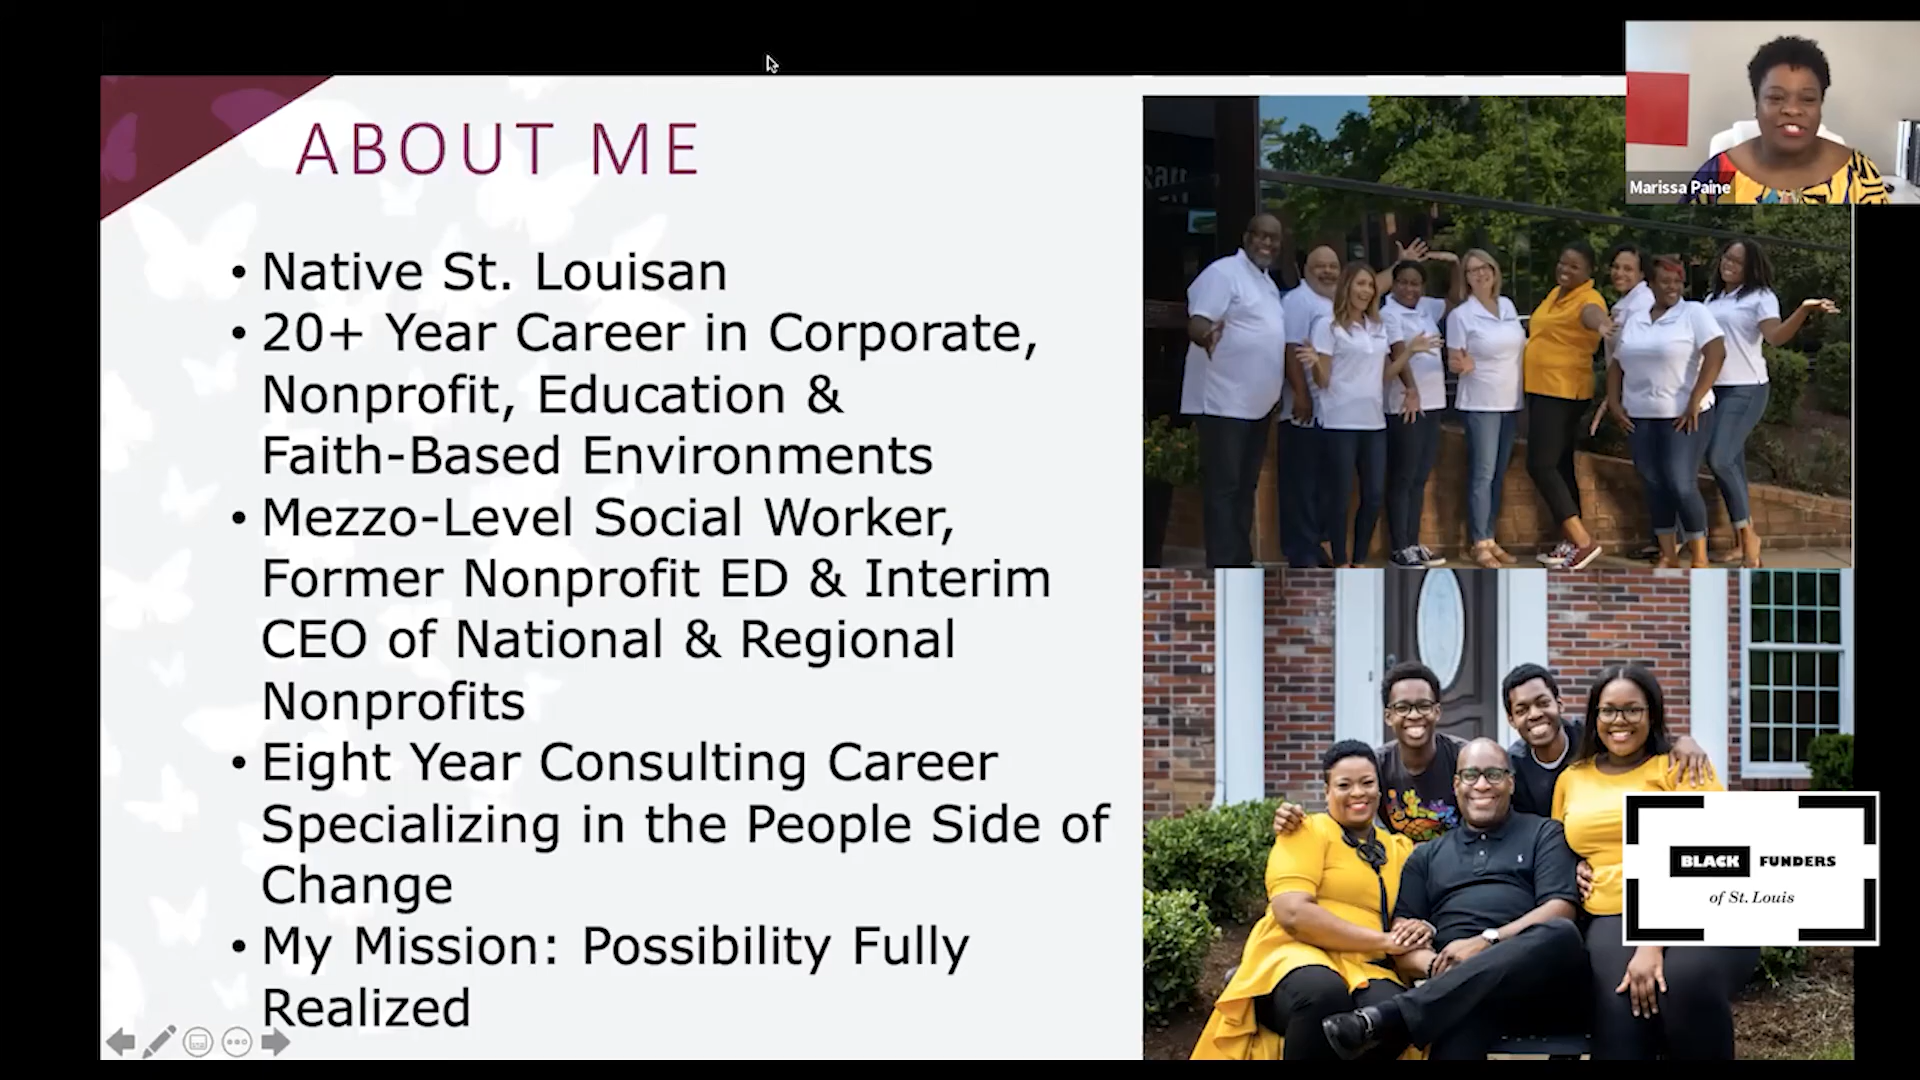 ABOUT ME
• Native St. Louisan
• 20+ Year Career in Corporate,
Nonprofit, Education &
Faith-Based Environments
• Mezzo-Level Social Worker,
Former Nonprofit ED & Interim
CEO of National & Regional
Nonprofits
• Eight Year Consulting Career
Specializing in the People Side of
Change
• My Mission: Possibility Fully
Realized
Marissa Paine
BLACK FUNDERS
of St. Louis